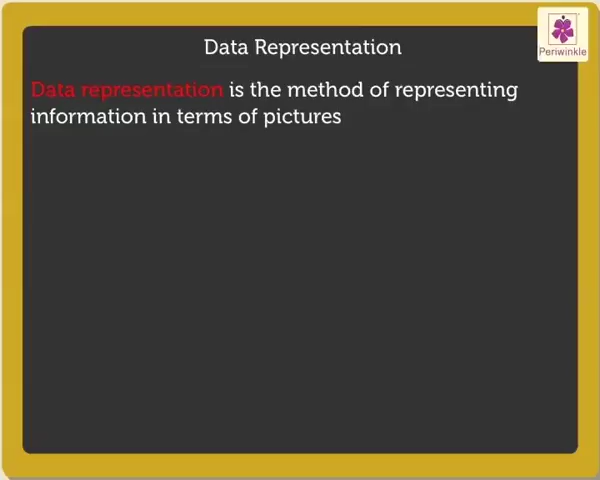 Periwinkle
Data Representation
Data representation is the method of representing
information in terms of pictures